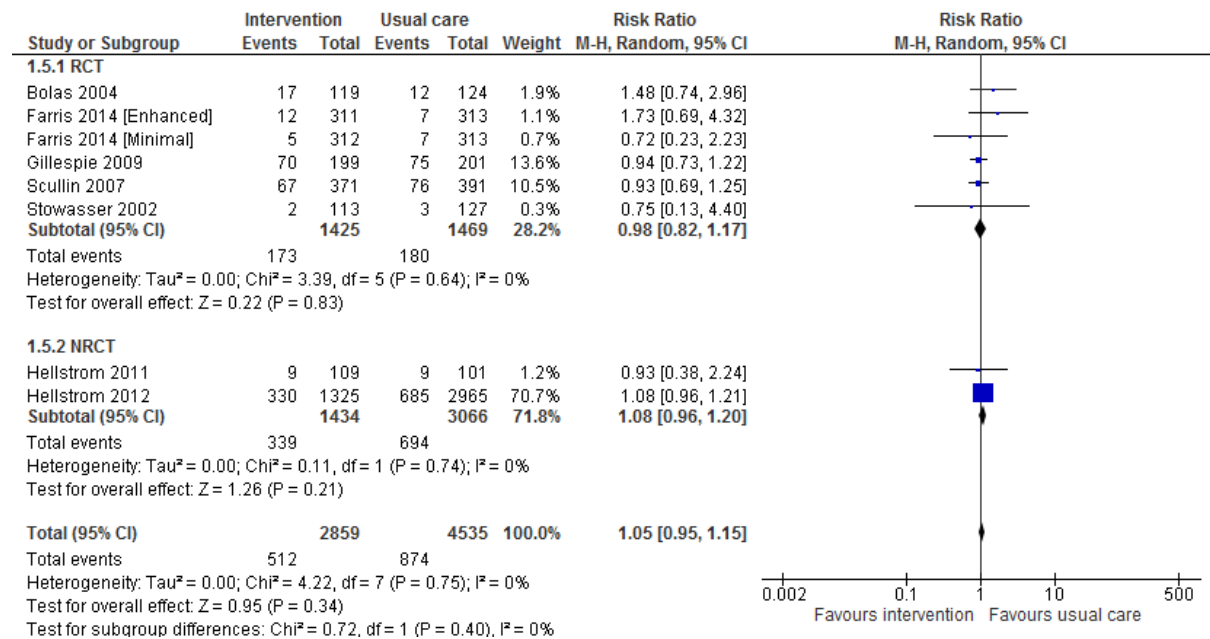 Intervention Usual care Risk Ratio Risk Ratio
Study or Subgroup Events Total Events Total Weight M-H, Random, 95% CI M-H, Random, 95% CI
1.5.1 RCT
Bolas 2004 17 119 12 124 1.9% 1.48 [0.74, 2.96]
Farris 2014 [Enhanced] 12 311 7 313 1.1% 1.73 [0.69, 4.32]
Farris 2014 [Minimal] 5 312 7 313 0.7% 0.72 [0.23, 2.23]
Gillespie 2009 70 199 75 201 13.6% 0.94 [0.73, 1.22]
Scullin 2007 67 371 76 391 10.5% 0.93 [0.69, 1.25]
Stowasser 2002 2 113 3 127 0.3% 0.75 [0.13, 4.40]
Subtotal (95% CI) 1425 1469 28.2% 0.98 [0.82, 1.17]
Total events 173 180
Heterogeneity: Tau² = 0.00; Chi² = 3.39, df = 5 (P = 0.64); I² = 0%
Test for overall effect: Z = 0.22 (P = 0.83)
1.5.2 NRCT
Hellstrom 2011 9 109 9 101 1.2% 0.93 [0.38, 2.24]
Hellstrom 2012 330 1325 685 2965 70.7% 1.08 [0.96, 1.21]
Subtotal (95% CI) 1434 3066 71.8% 1.08 [0.96, 1.20]
Total events 339 694
Heterogeneity: Tau² = 0.00; Chi² = 0.11, df = 1 (P = 0.74); I² = 0%
Test for overall effect: Z = 1.26 (P = 0.21)
Total (95% CI) 2859 4535 100.0% 1.05 [0.95, 1.15]
Total events 512 874
Heterogeneity: Tau² = 0.00; Chi² = 4.22, df = 7 (P = 0.75); I² = 0%
Test for overall effect: Z = 0.95 (P = 0.34)
Test for subgroup differences: Chi² = 0.72, df = 1 (P = 0.40), I² = 0%
0.002 0.1 1 10 500
Favours intervention Favours usual care